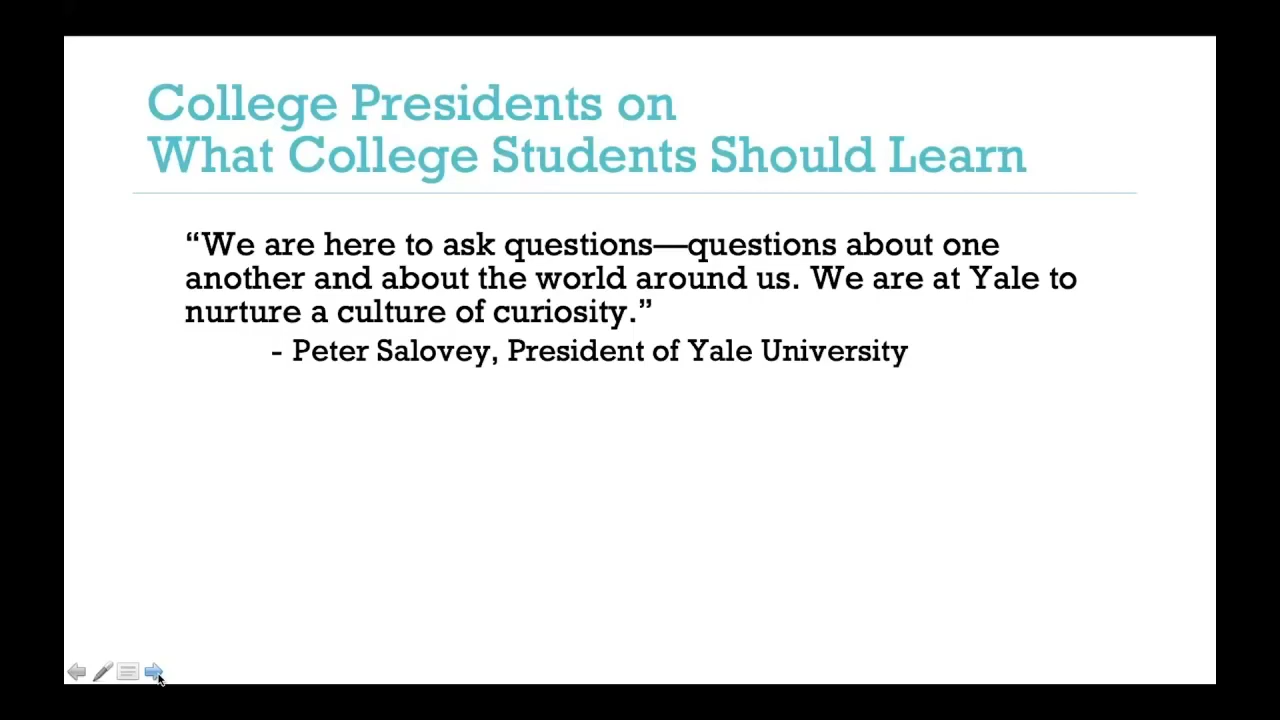 College Presidents on
What College Students Should Learn
“We are here to ask questions—questions about one
another and about the world around us. We are at Yale to
nurture a culture of curiosity.”
- Peter Salovey, President of Yale University